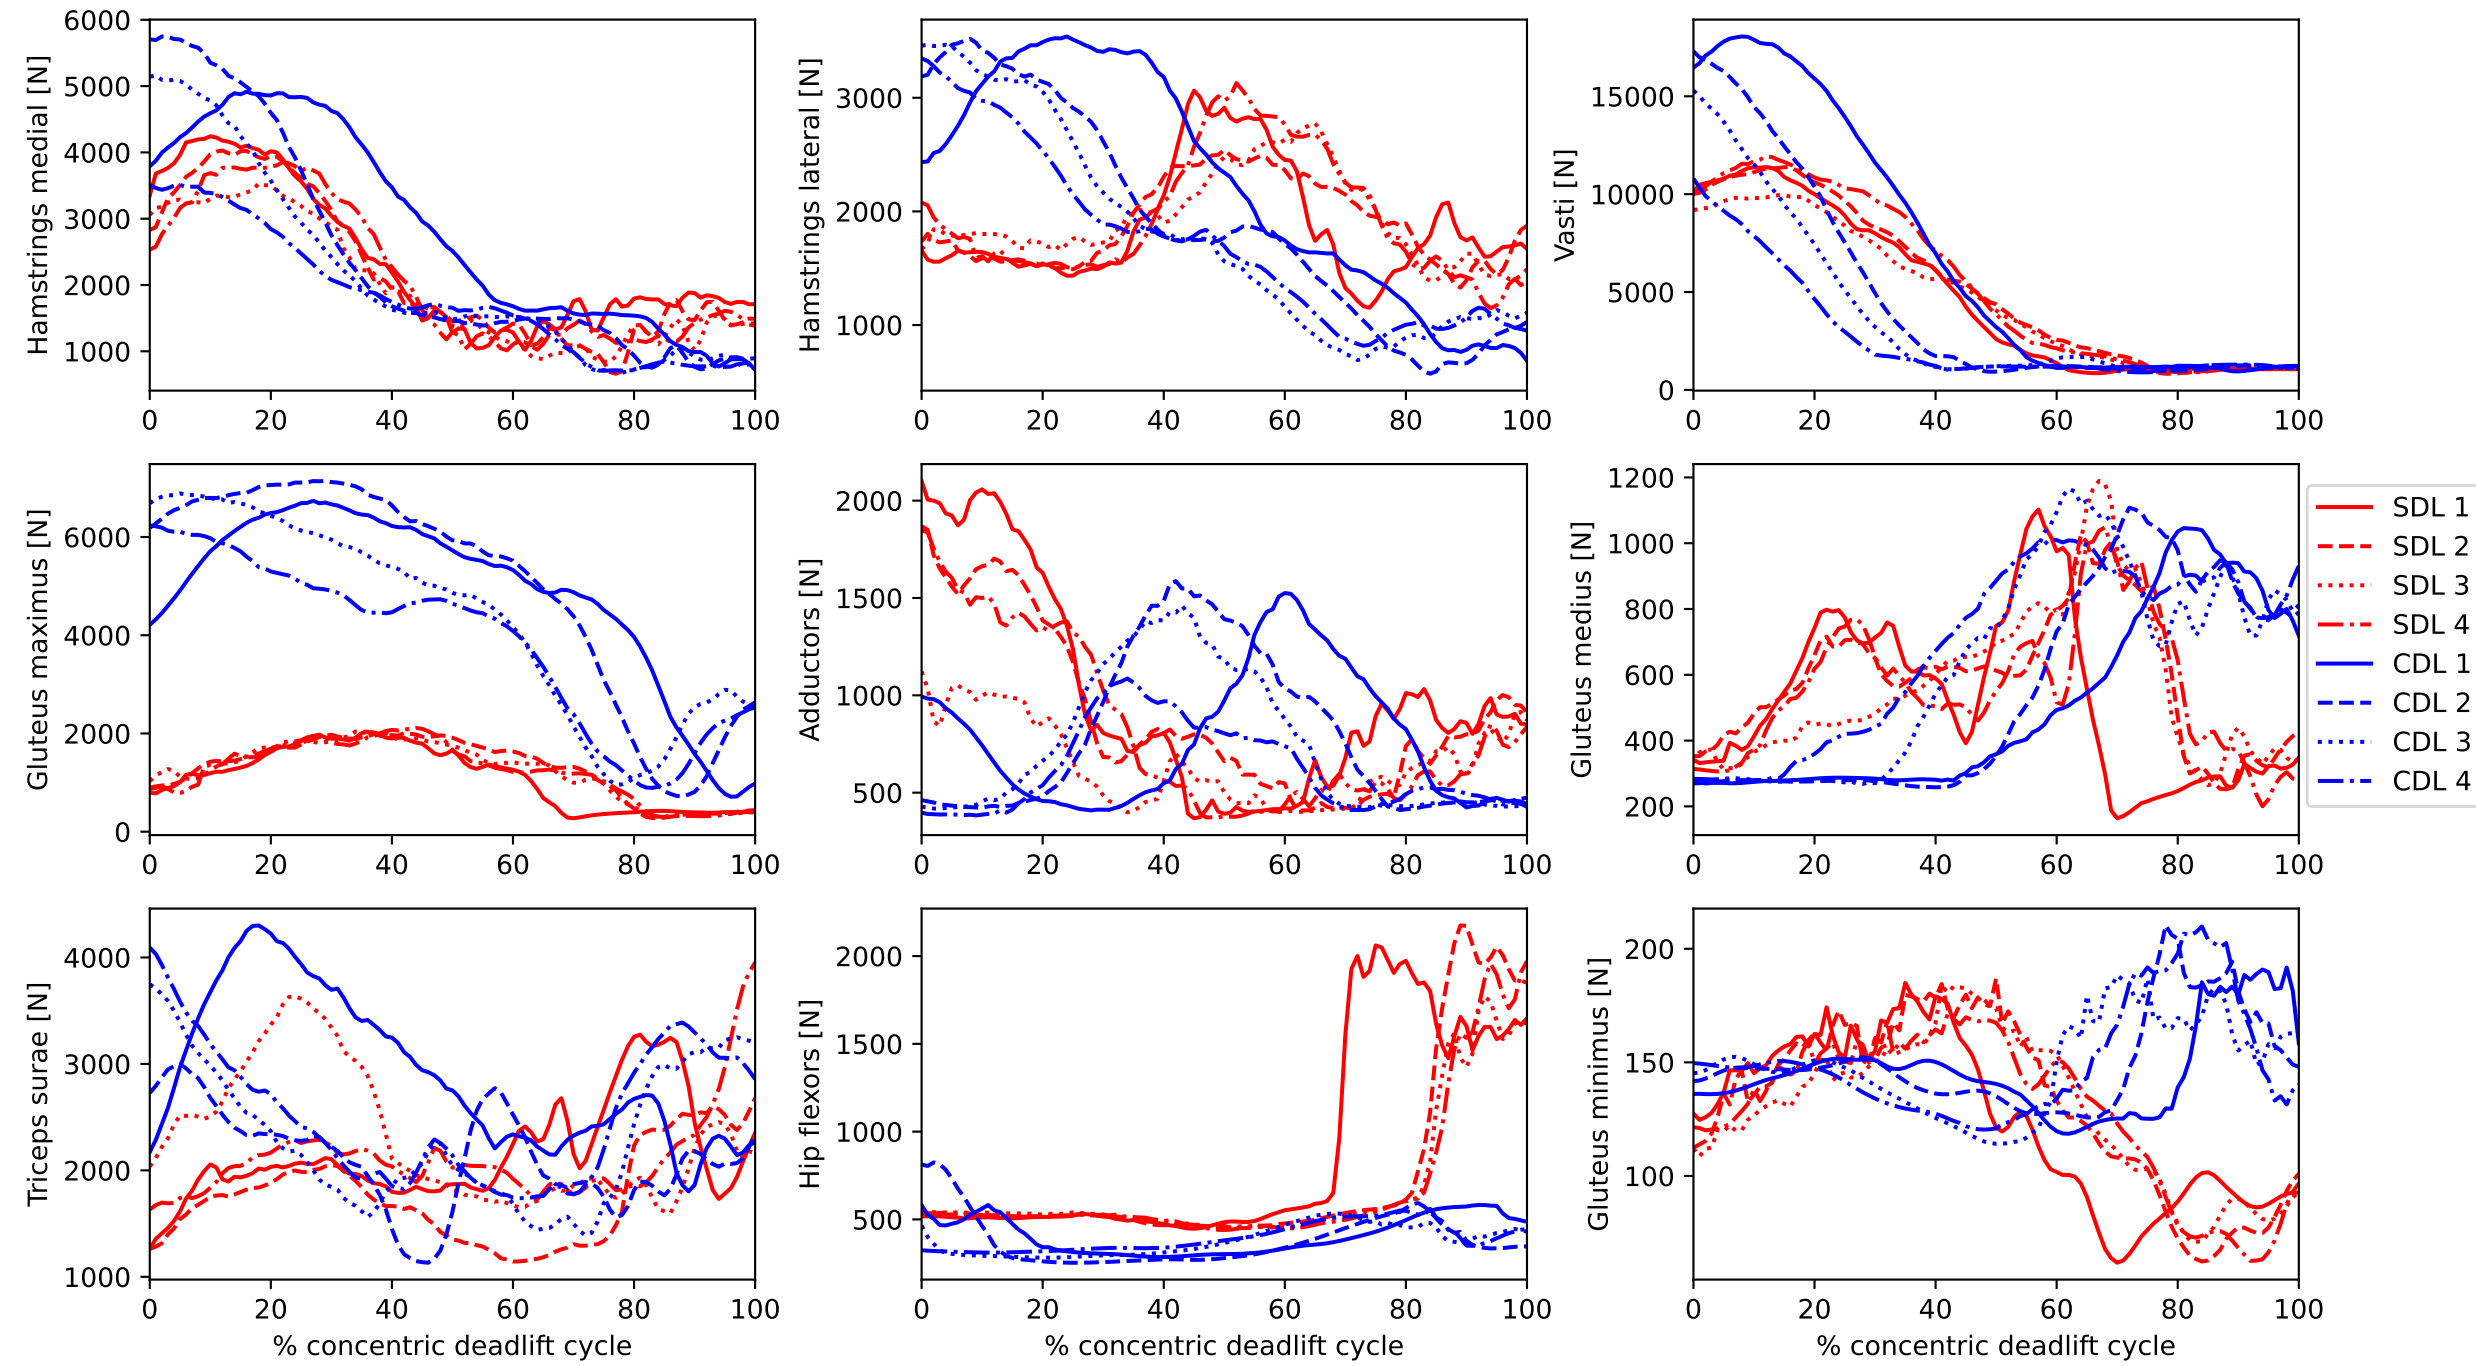 Hamstrings medial [N]
6000
5000
4000
3000
2000
1000
0 20 40 60 80 100
Hamstrings lateral [N]
3000
2000
1000
0 20 40 60 80 100
Vasti [N]
15000
10000
5000
0
0 20 40 60 80 100
Gluteus maximus [N]
6000
4000
2000
0
0 20 40 60 80 100
Adductors [N]
2000
1500
1000
500
0 20 40 60 80 100
Gluteus medius [N]
1200
1000
800
600
400
200
0 20 40 60 80 100
SDL 1
SDL 2
SDL 3
SDL 4
CDL 1
CDL 2
CDL 3
CDL 4
Triceps surae [N]
4000
3000
2000
1000
0 20 40 60 80 100
% concentric deadlift cycle
Hip flexors [N]
2000
1500
1000
500
0 20 40 60 80 100
% concentric deadlift cycle
Gluteus minimus [N]
200
150
100
0 20 40 60 80 100
% concentric deadlift cycle